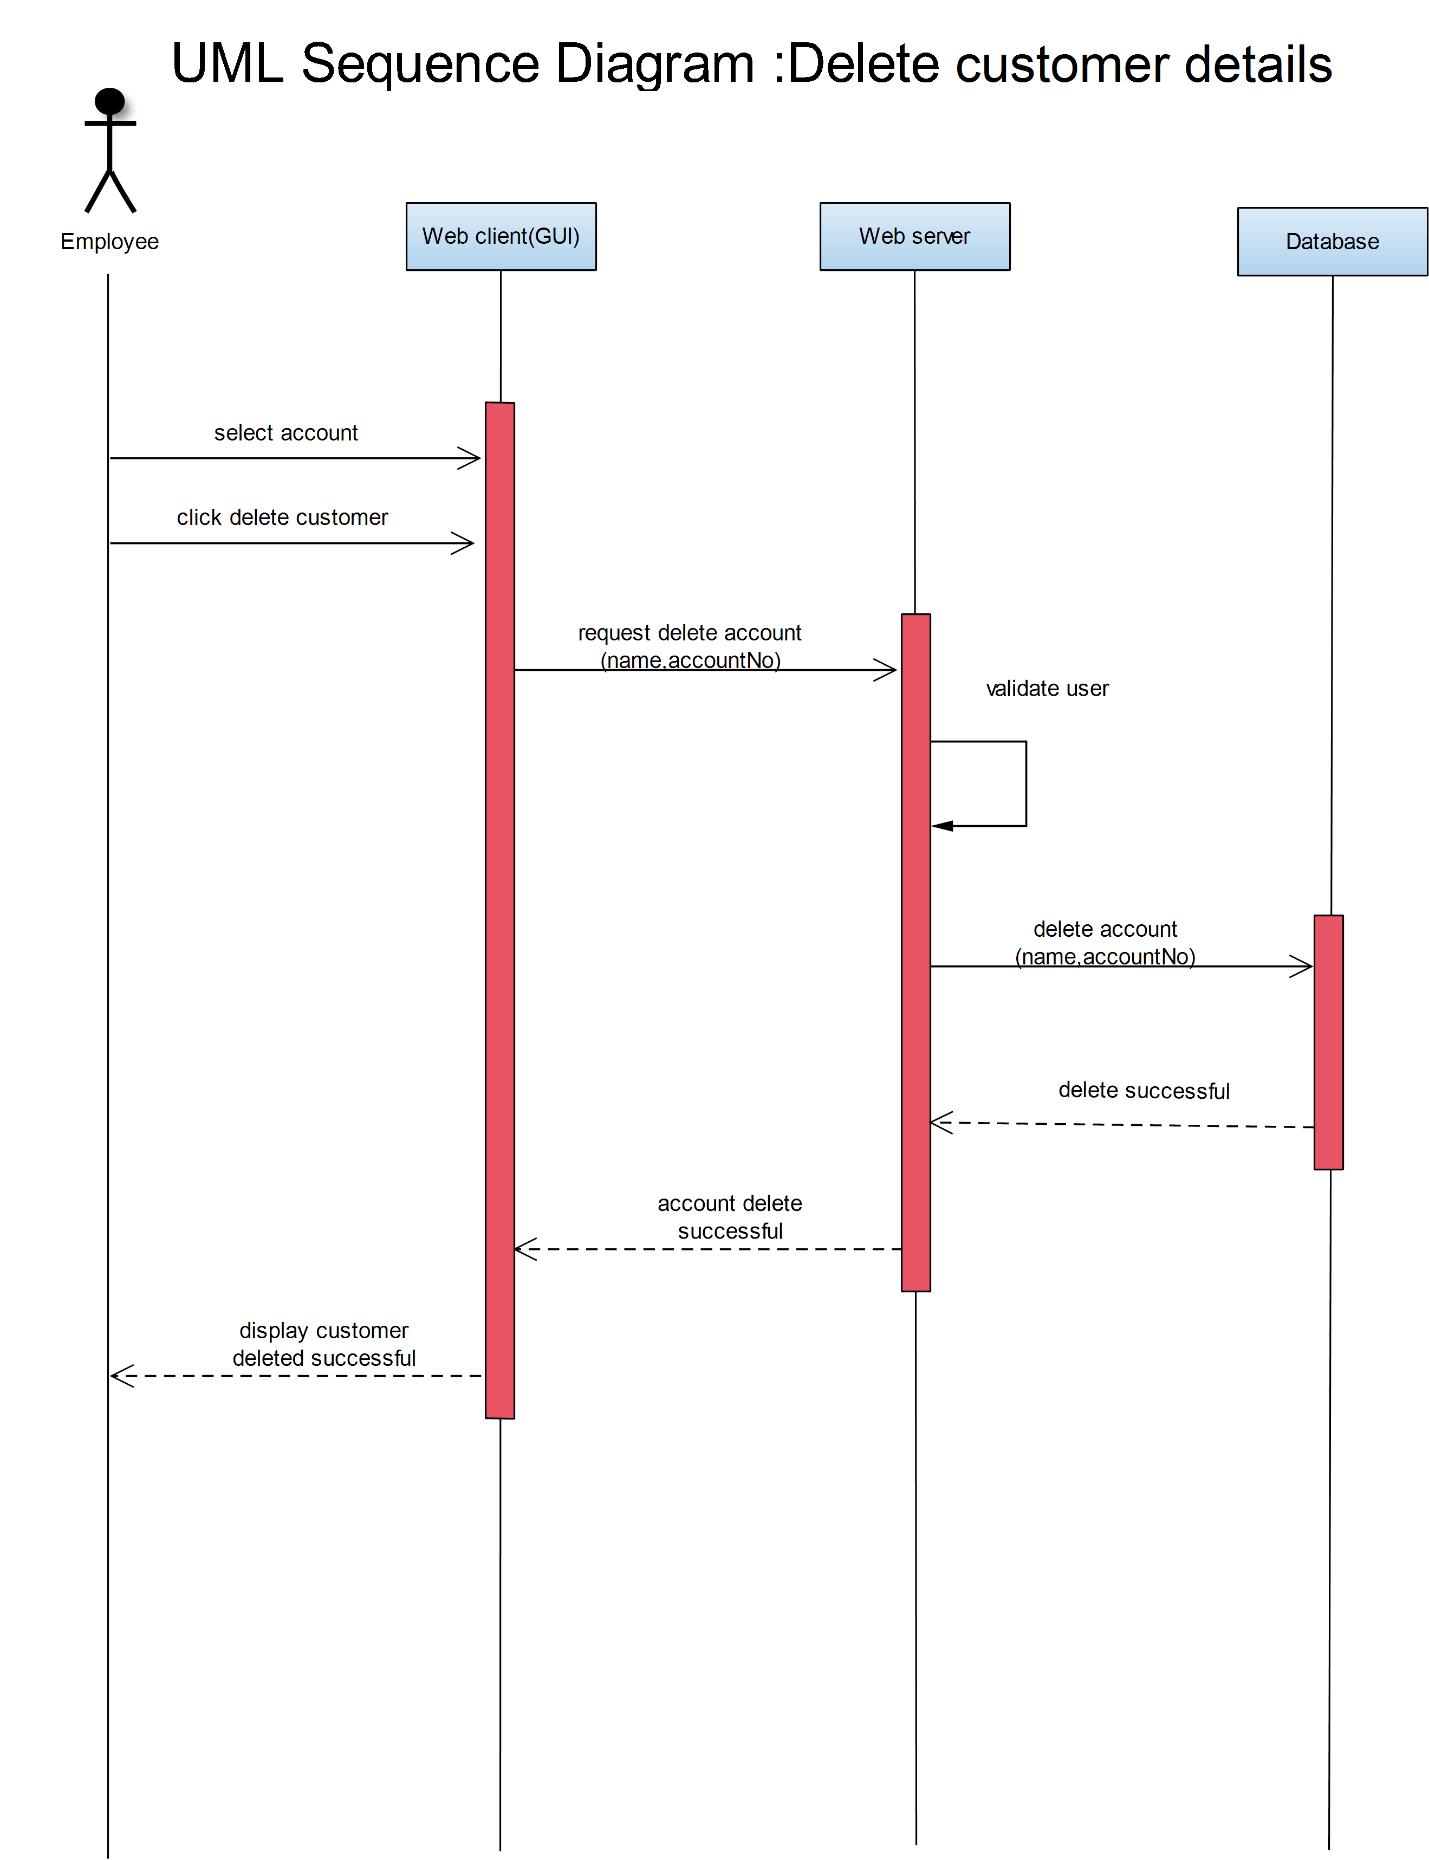 UML Sequence Diagram :Delete customer details
Employee
Web client(GUI)
Web server
Database
select account
click delete customer
request delete account
(name,accountNo)
validate user
delete account
(name,accountNo)
delete successful
account delete
successful
display customer
deleted successful